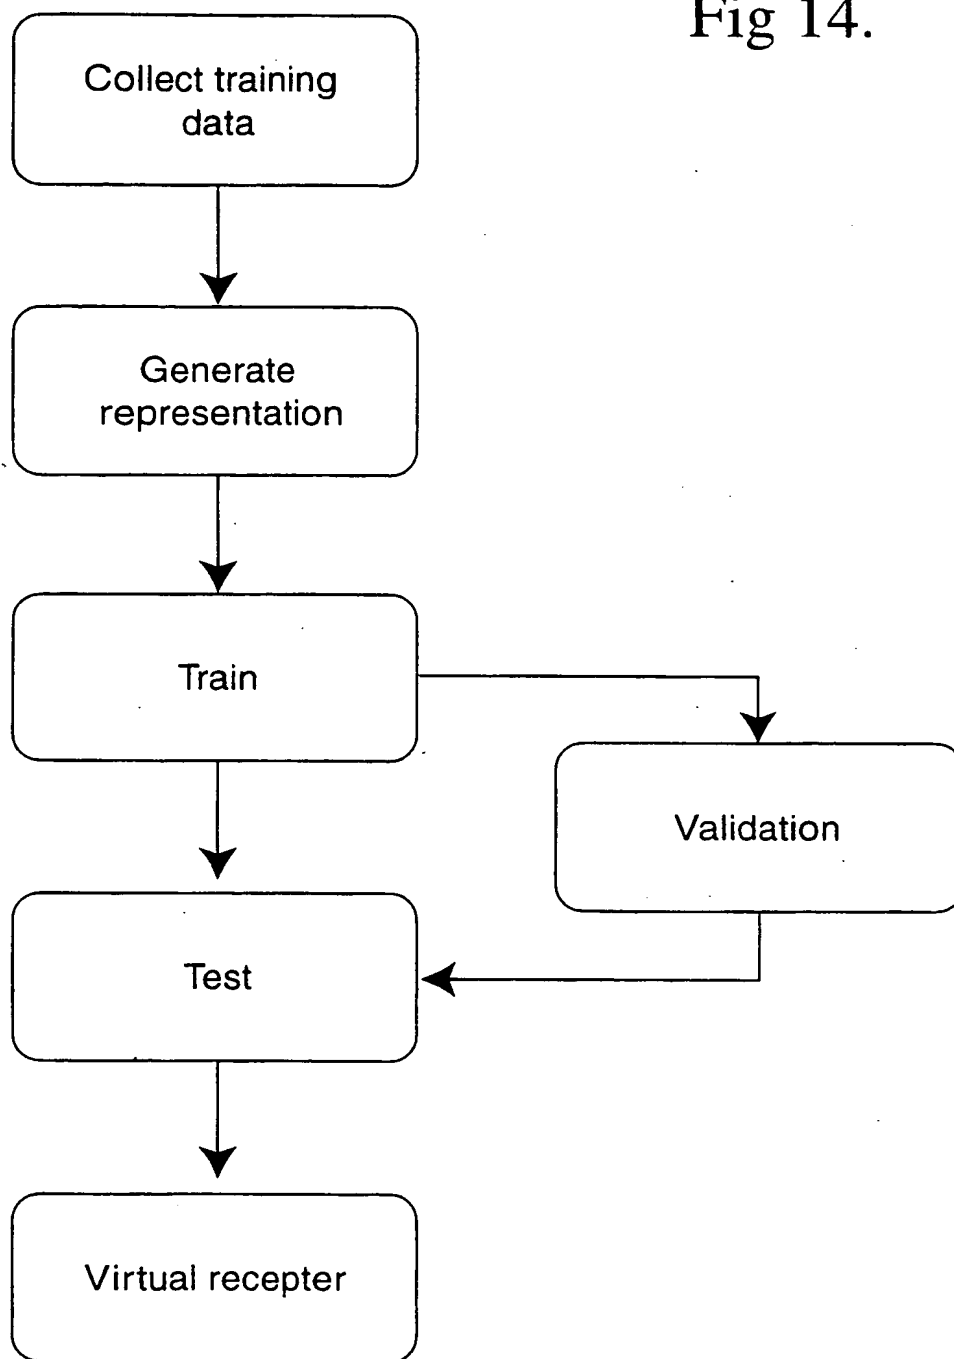 Fig 14.
Collect training
data
Generate
representation
Train
Validation
Test
Virtual recepter